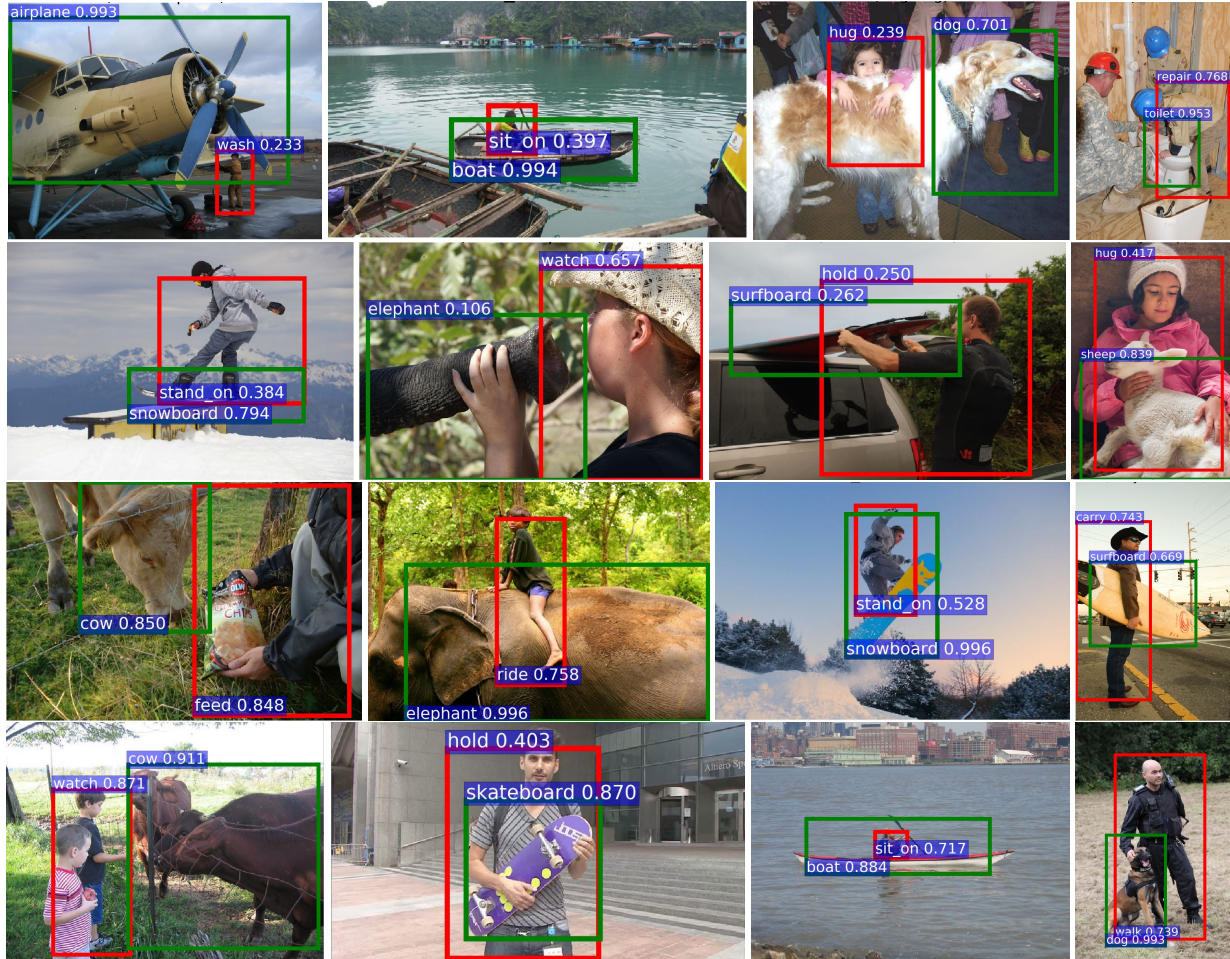 airplane 0.993
wash 0.233
sit_on 0.397
boat 0.994
hug 0.239
dog 0.701
repair 0.768
toilet 0.953
stand_on 0.384
snowboard 0.794
watch 0.657
elephant 0.106
hold 0.250
surfboard 0.262
hug 0.417
sheep 0.839
cow 0.850
feed 0.848
OLW
CHIPS
ride 0.758
elephant 0.996
stand_on 0.528
snowboard 0.996
carry 0.743
surfboard 0.669
cow 0.911
watch 0.871
hold 0.403
skateboard 0.870
Altiero
sit_on 0.717
boat 0.884
walk 0.739
dog 0.993